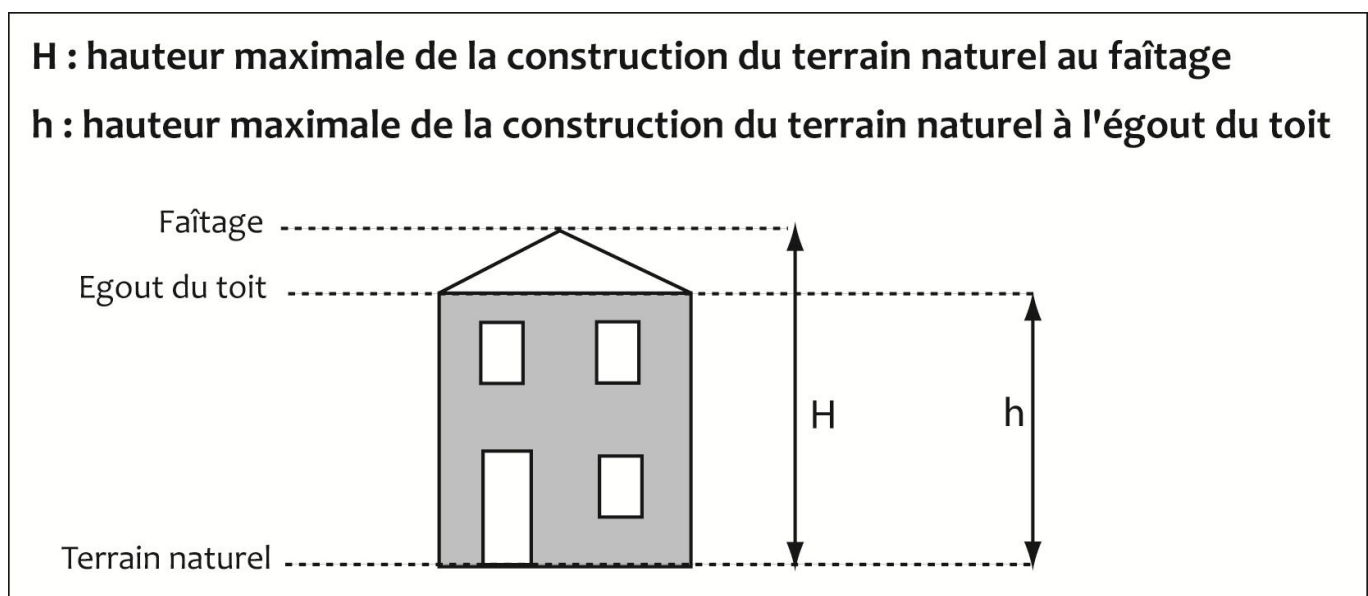 H : hauteur maximale de la construction du terrain naturel au faîtage
h : hauteur maximale de la construction du terrain naturel à l'égout du toit
Faîtage
Egout du toit
H
h
Terrain naturel